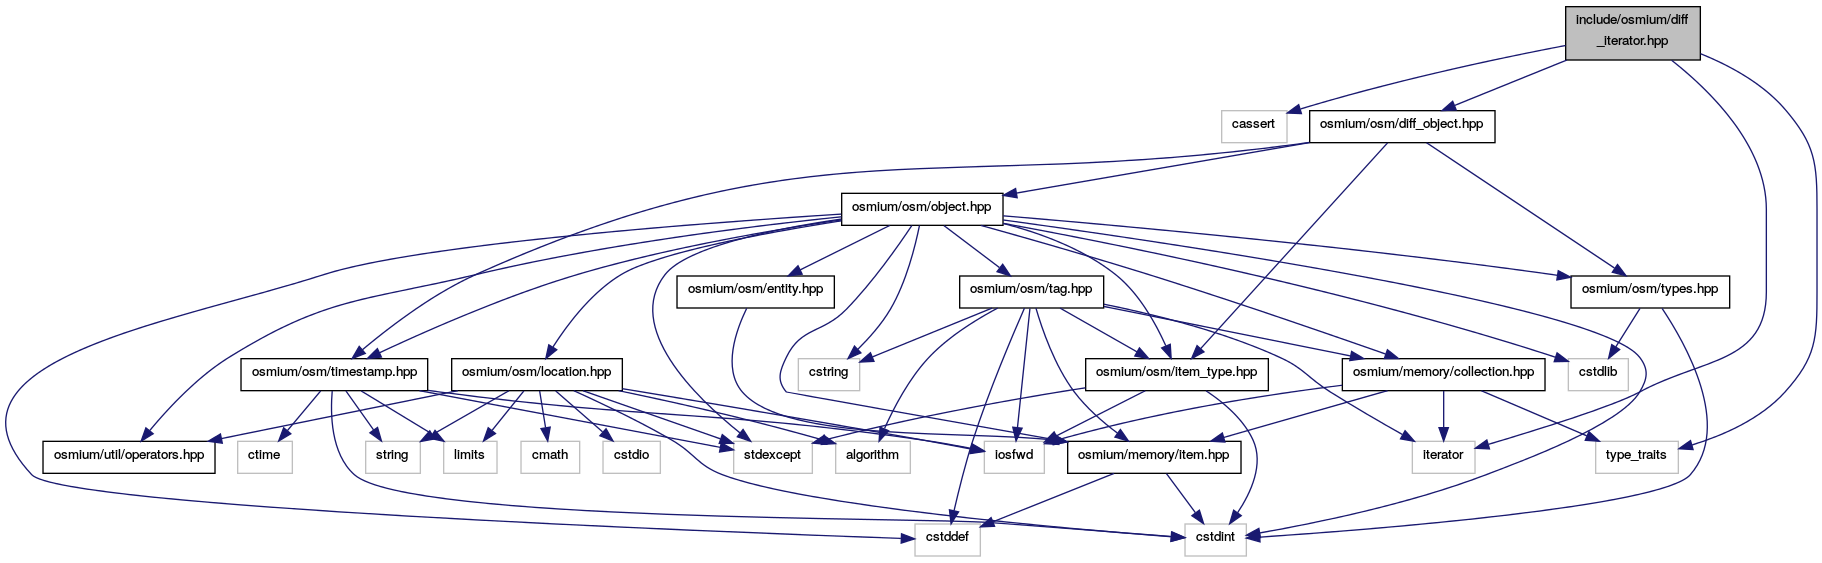 include/osmium/diff
_iterator.hpp
cassert
osmium/osm/diff_object.hpp
osmium/osm/object.hpp
osmium/osm/entity.hpp
osmium/osm/tag.hpp
osmium/osm/types.hpp
osmium/osm/timestamp.hpp
osmium/osm/location.hpp
cstring
osmium/osm/item_type.hpp
osmium/memory/collection.hpp
cstdlib
osmium/util/operators.hpp
ctime
string
limits
cmath
cstdio
stdexcept
algorithm
iosfwd
osmium/memory/item.hpp
iterator
type_traits
cstddef
cstdint